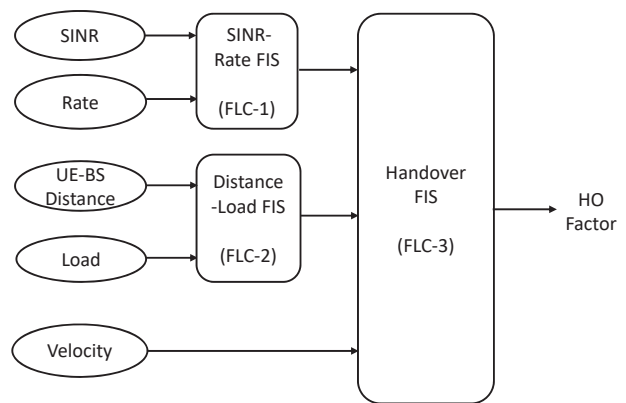 SINR
Rate
SINR-
Rate FIS
(FLC-1)
UE-BS
Distance
Load
Distance
-Load FIS
(FLC-2)
Velocity
Handover
FIS
(FLC-3)
HO
Factor